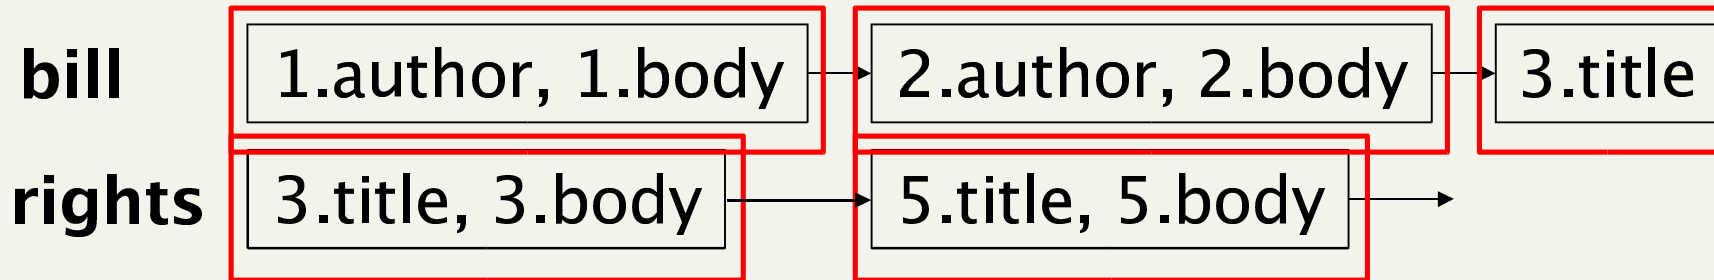 bill 1.author, 1.body 2.author, 2.body 3.title
rights 3.title, 3.body 5.title, 5.body